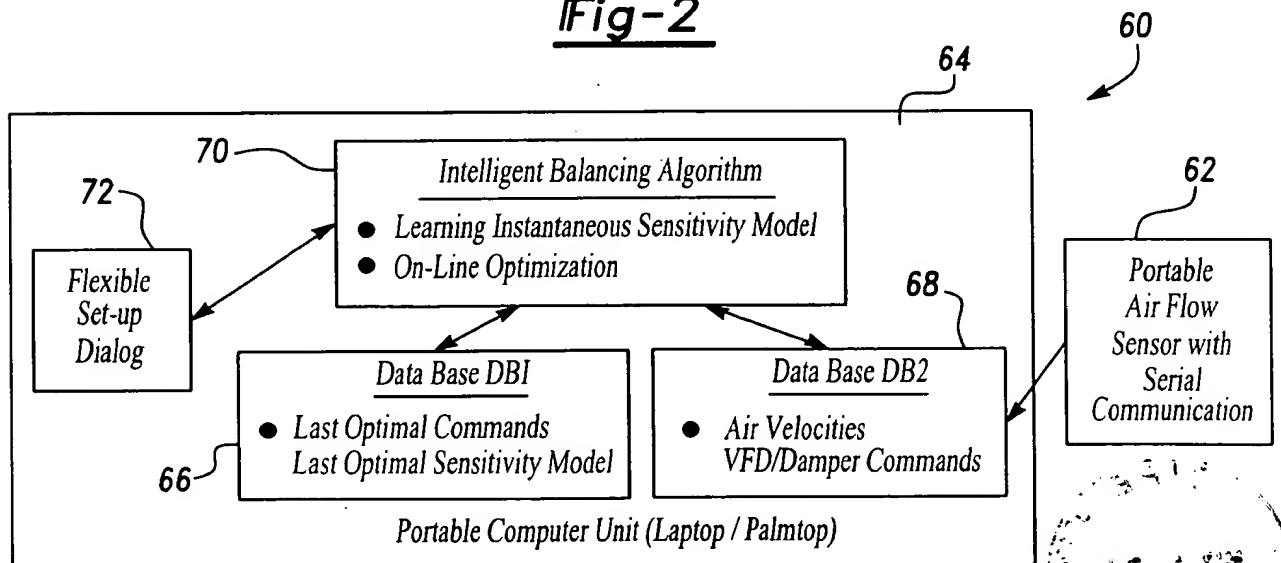 Fig-2
60
64
70
Intelligent Balancing Algorithm
● Learning Instantaneous Sensitivity Model
● On-Line Optimization
72
Flexible
Set-up
Dialog
62
Portable
Air Flow
Sensor with
Serial
Communication
68
Data Base DB1
● Last Optimal Commands
Last Optimal Sensitivity Model
66
Data Base DB2
● Air Velocities
VFD/Damper Commands
Portable Computer Unit (Laptop / Palmtop)